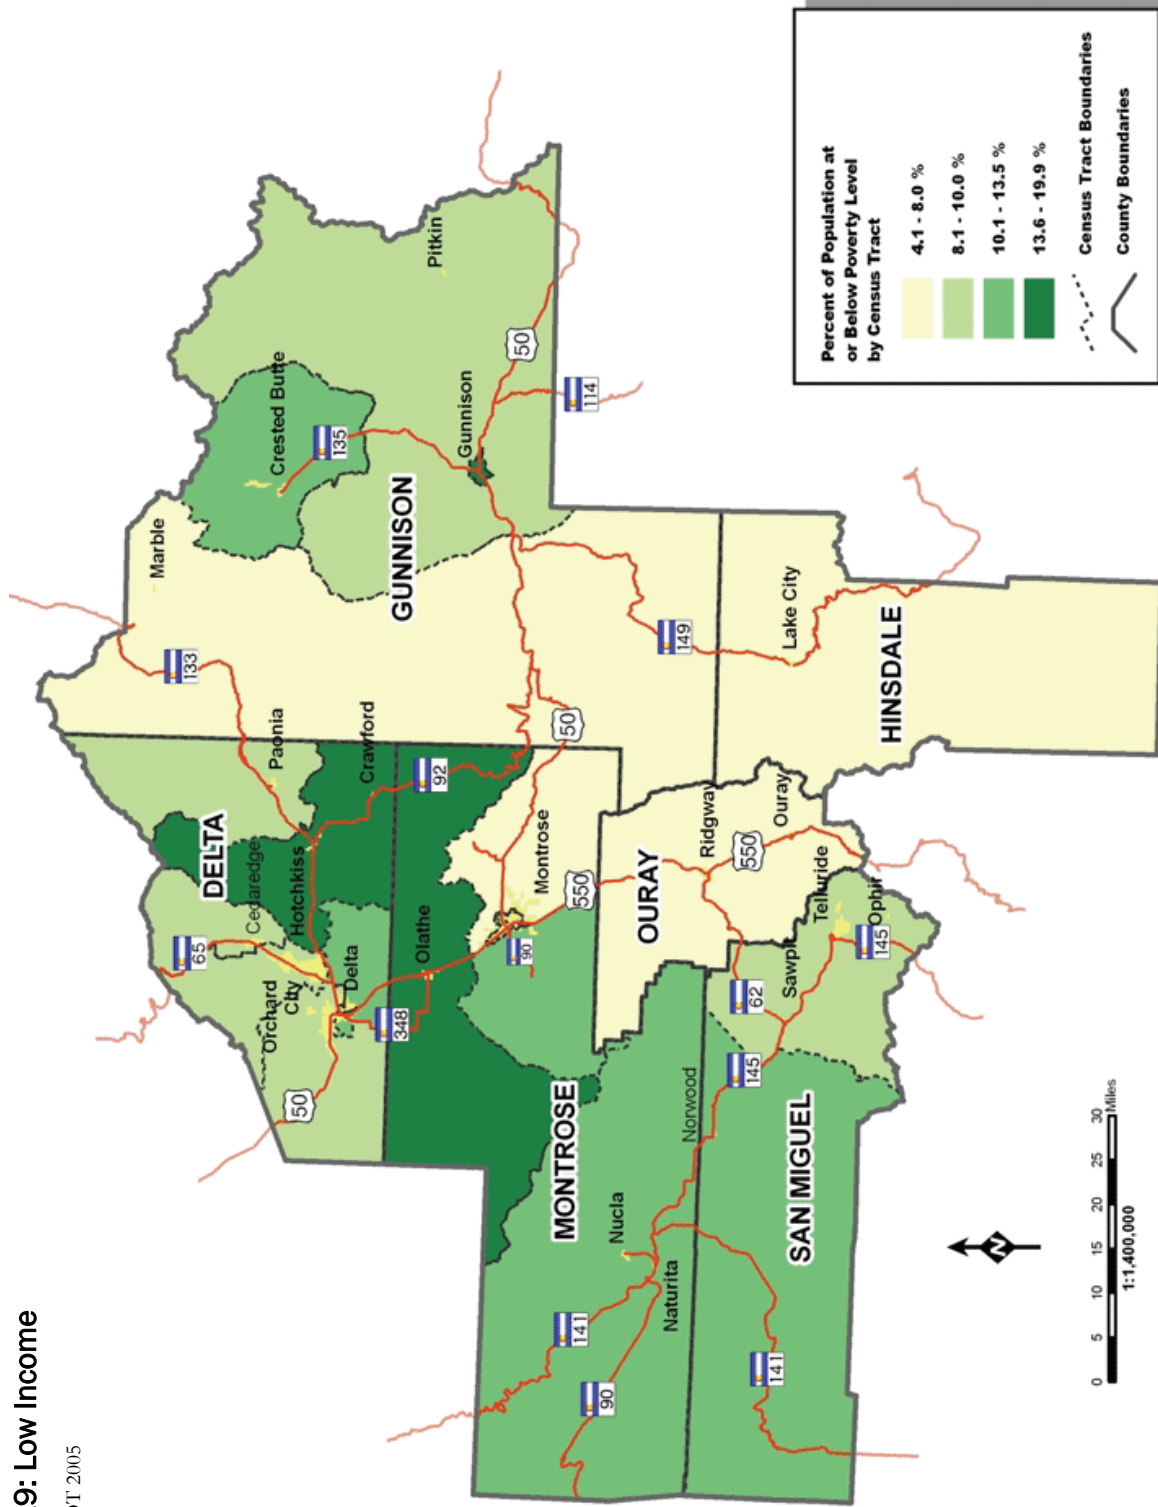 9: Low Income
OT 2005
65
133
Marble
DELTA
Cedaredge
Paonia
Crested Butte
135
Orchard
City
Hotchkiss
Crawford
50
Delta
348
92
GUNNISON
Gunnison
Pitkin
50
114
Olathe
90
Montrose
550
50
141
90
MONTROSE
Nucla
Naturita
Norwood
OURAY
Ridgway
550
Ouray
149
Lake City
HINSDALE
62
145
Sawpit
Telluride
Ophir
145
SAN MIGUEL
141
N
0 5 10 15 20 25 30
Miles
1:1,400,000
Percent of Population at
or Below Poverty Level
by Census Tract
4.1 - 8.0 %
8.1 - 10.0 %
10.1 - 13.5 %
13.6 - 19.9 %
Census Tract Boundaries
County Boundaries